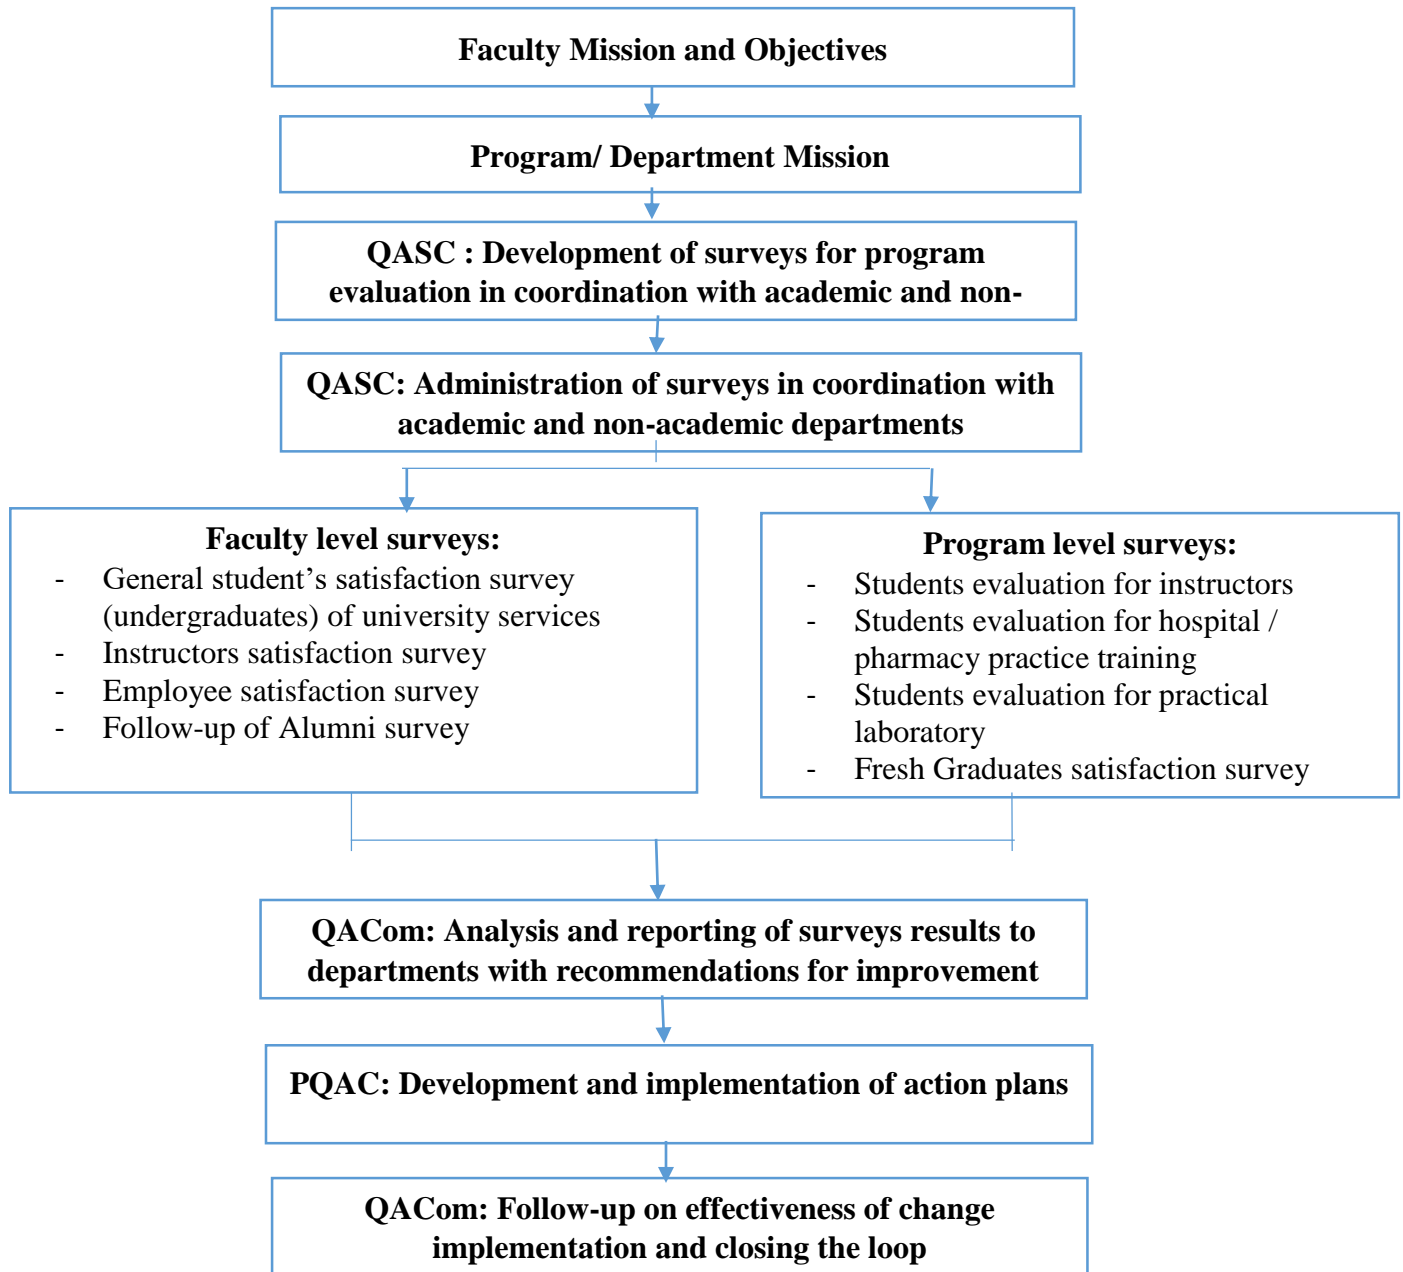 Faculty Mission and Objectives
Program/ Department Mission
QASC : Development of surveys for program
evaluation in coordination with academic and non-
QASC: Administration of surveys in coordination with
academic and non-academic departments
Faculty level surveys:
- General student’s satisfaction survey
(undergraduates) of university services
- Instructors satisfaction survey
- Employee satisfaction survey
- Follow-up of Alumni survey
Program level surveys:
- Students evaluation for instructors
- Students evaluation for hospital /
pharmacy practice training
- Students evaluation for practical
laboratory
- Fresh Graduates satisfaction survey
QACom: Analysis and reporting of surveys results to
departments with recommendations for improvement
PQAC: Development and implementation of action plans
QACom: Follow-up on effectiveness of change
implementation and closing the loop